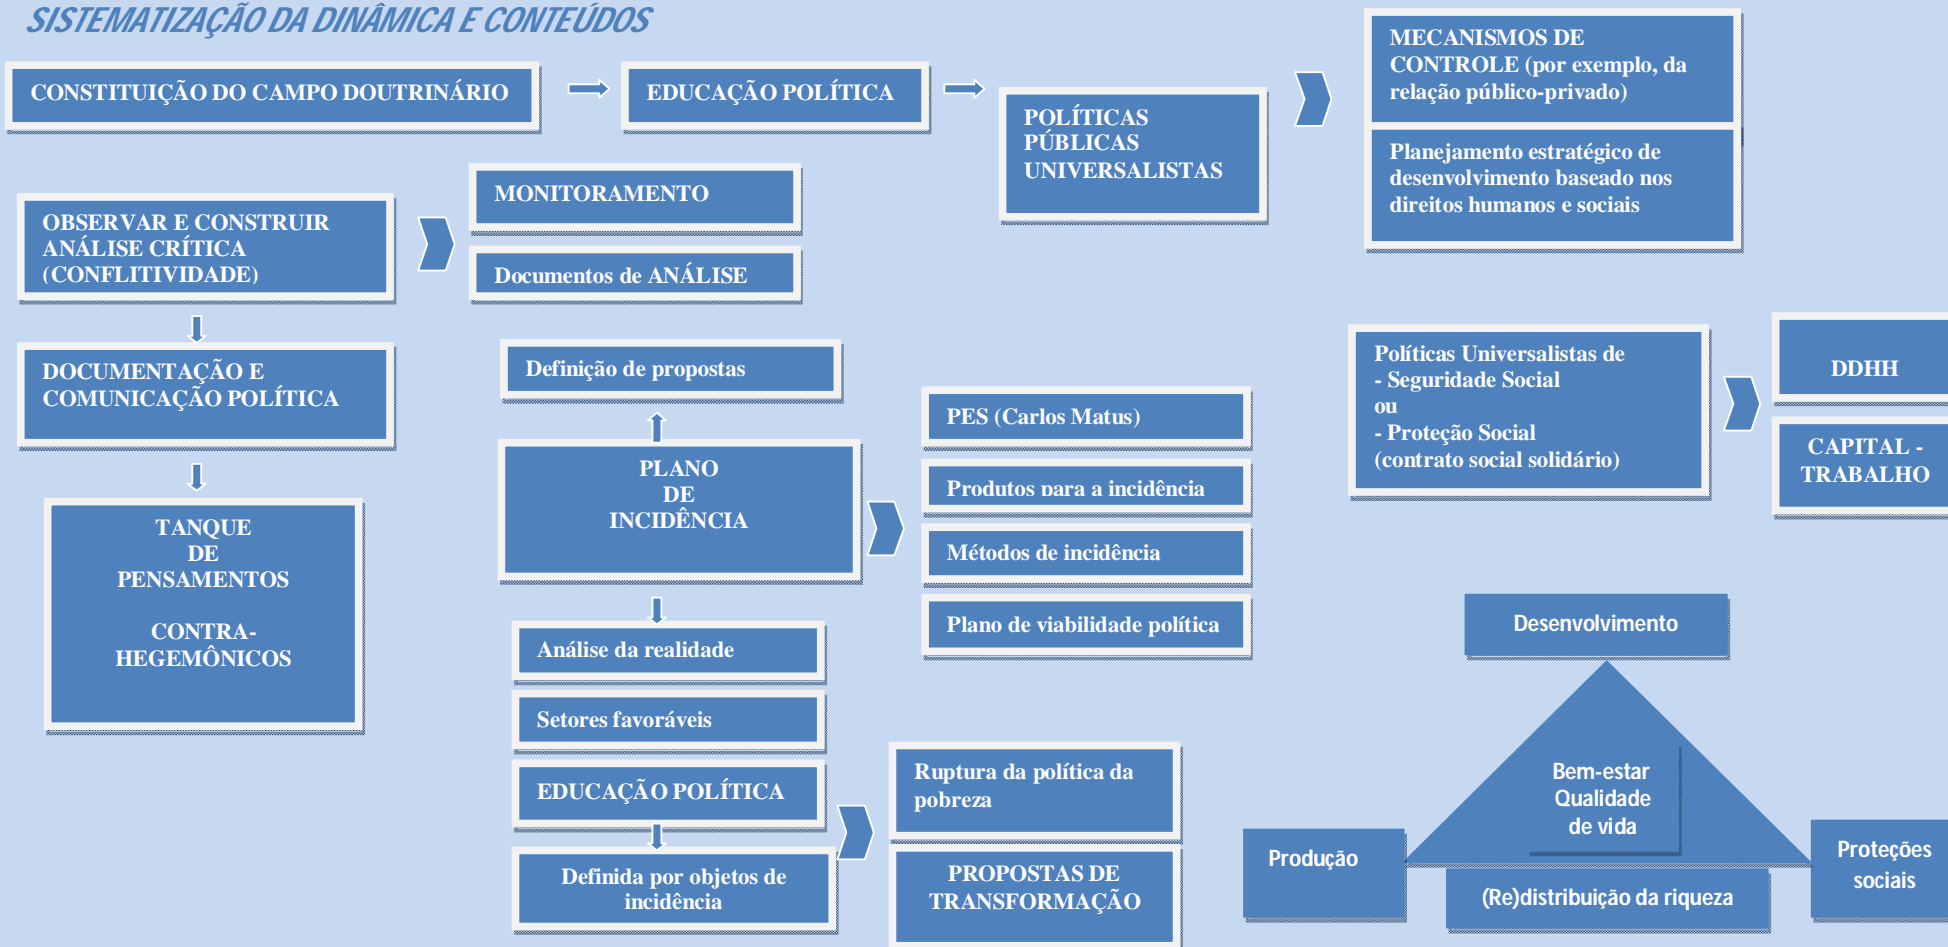 SISTEMATIZAÇÃO DA DINÂMICA E CONTEÚDOS
CONSTITUIÇÃO DO CAMPO DOUTRINÁRIO
EDUCAÇÃO POLÍTICA
POLÍTICAS
PÚBLICAS
UNIVERSALISTAS
MECANISMOS DE
CONTROLE (por exemplo, da
relação público-privado)
Planejamento estratégico de
desenvolvimento baseado nos
direitos humanos e sociais
OBSERVAR E CONSTRUIR
ANÁLISE CRÍTICA
(CONFLITIVIDADE)
MONITORAMENTO
Documentos de ANÁLISE
DOCUMENTAÇÃO E
COMUNICAÇÃO POLÍTICA
TANQUE
DE
PENSAMENTOS
CONTRA-
HEGEMÔNICOS
Definição de propostas
PLANO
DE
INCIDÊNCIA
PES (Carlos Matus)
Produtos para a incidência
Métodos de incidência
Plano de viabilidade política
Análise da realidade
Setores favoráveis
EDUCAÇÃO POLÍTICA
Definida por objetos de
incidência
Ruptura da política da
pobreza
PROPOSTAS DE
TRANSFORMAÇÃO
Políticas Universalistas de
- Seguridade Social
ou
- Proteção Social
(contrato social solidário)
DDHH
CAPITAL -
TRABALHO
Desenvolvimento
Bem-estar
Qualidade
de vida
Produção
(Re)distribuição da riqueza
Proteções
sociais